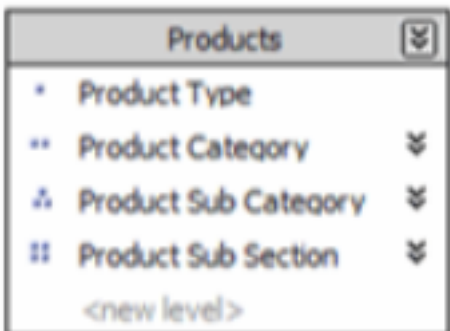 Products
Product Type
Product Category
Product Sub Category
Product Sub Section
<new level>